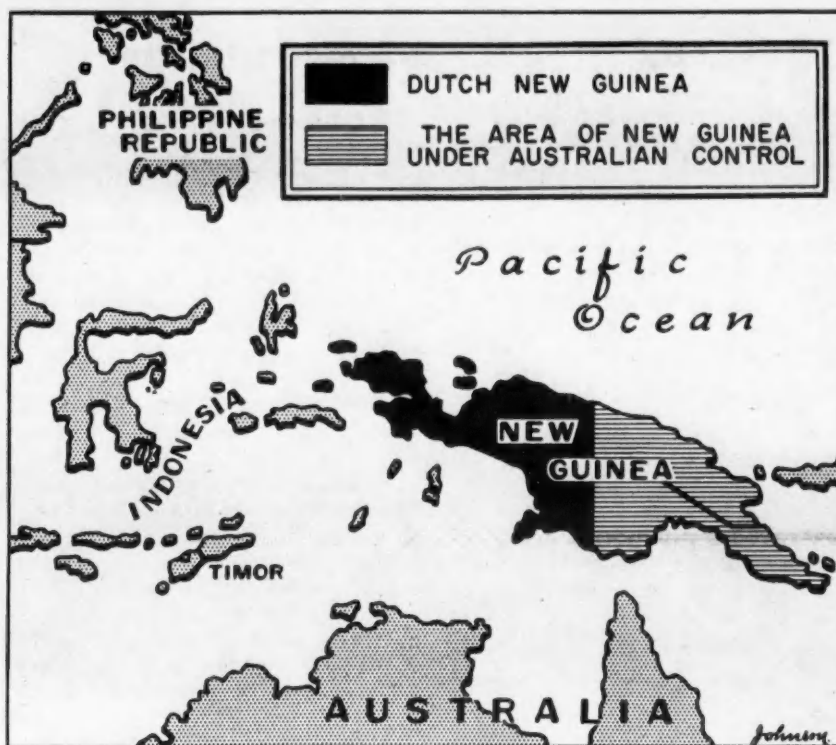 PHILIPPINE
REPUBLIC
DUTCH NEW GUINEA
THE AREA OF NEW GUINEA
UNDER AUSTRALIAN CONTROL
Pacific
Ocean
INDONESIA
NEW
GUINEA
TIMOR
AUSTRALIA
Johnson